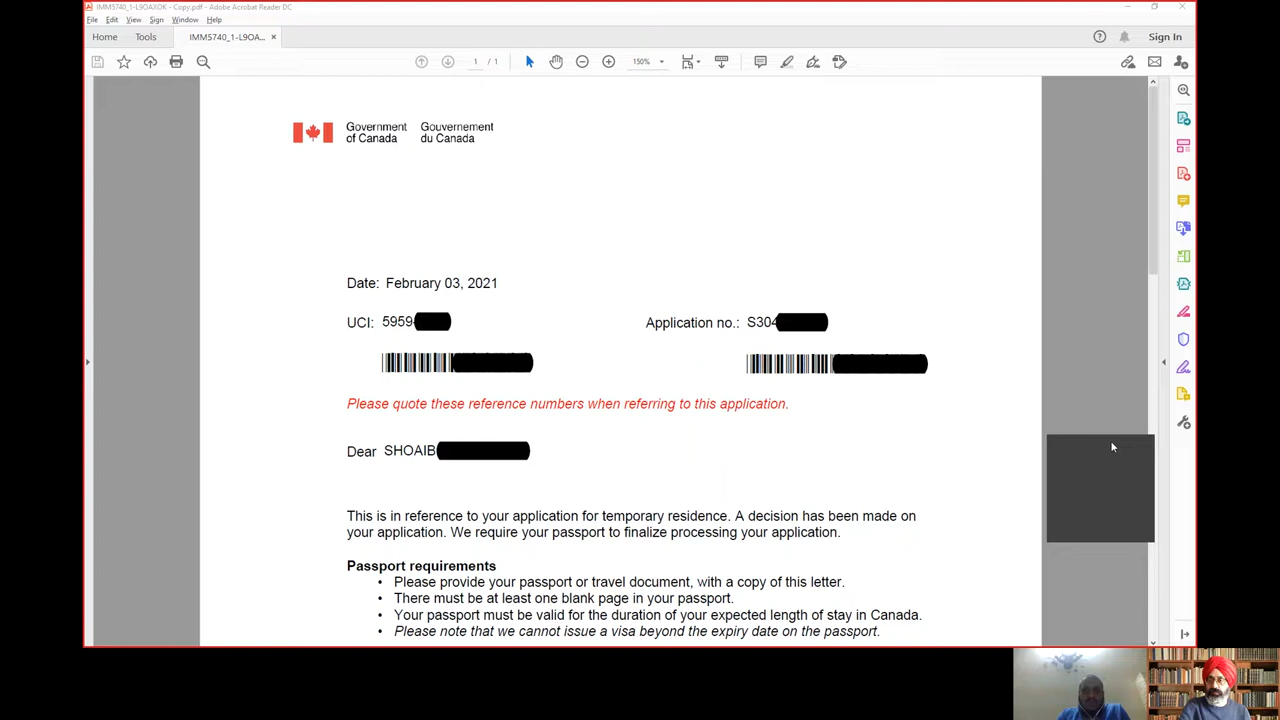 IMM5740_1-L9OAXOK - Copy.pdf - Adobe Acrobat Reader DC
File Edit View Sign Window Help
Home Tools IMM5740_1-L9OA... × Sign In
1 / 1 150%
Government of Canada
Gouvernement du Canada
Date: February 03, 2021
UCI: 5959- Application no.: S304
Please quote these reference numbers when referring to this application.
Dear SHOAIB
This is in reference to your application for temporary residence. A decision has been made on
your application. We require your passport to finalize processing your application.
Passport requirements
• Please provide your passport or travel document, with a copy of this letter.
• There must be at least one blank page in your passport.
• Your passport must be valid for the duration of your expected length of stay in Canada.
• Please note that we cannot issue a visa beyond the expiry date on the passport.